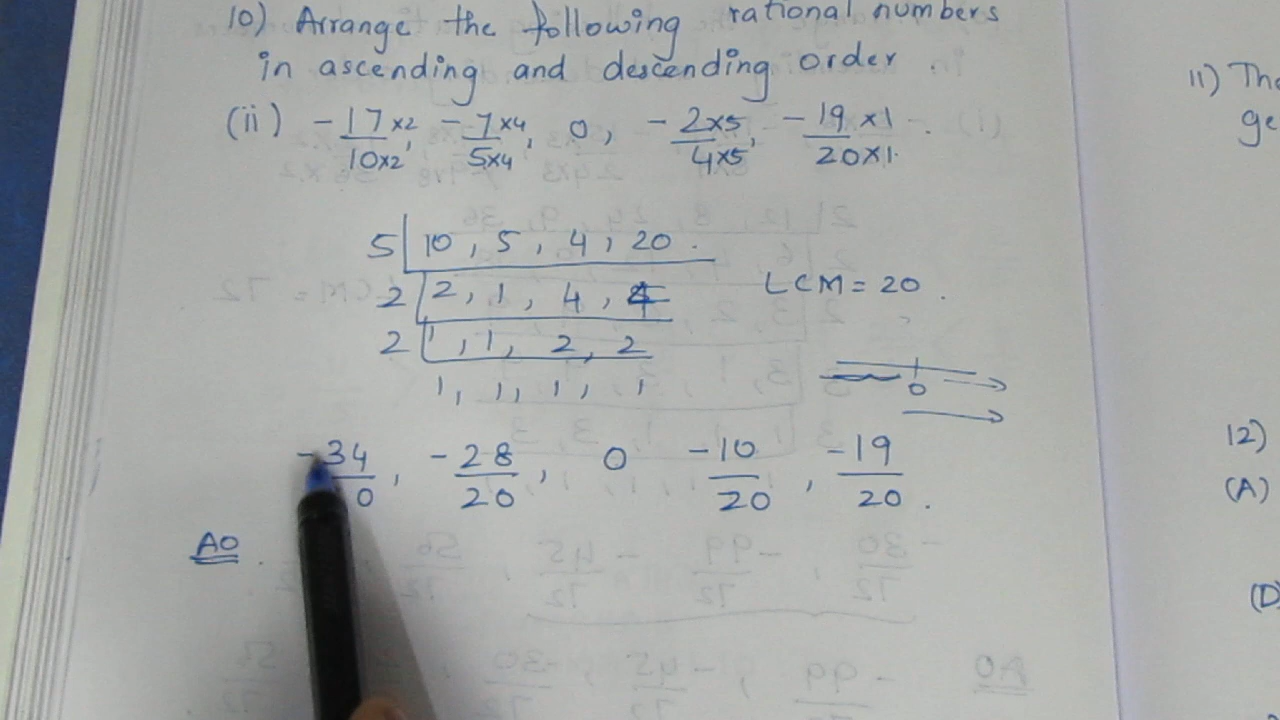 10) Arrange the following rational numbers
in ascending and descending order.
(ii) -17×2/10×2, -7×4/5×4, 0, -2×5/4×5, -19×1/20×1.
5 | 10, 5, 4, 20.
2 | 2, 1, 4, 4
LCM = 20.
2 | 1, 1, 2, 2
1, 1, 1, 1
0
-34/ 0, -28/20, 0 -10/20, -19/20.
AO.
11) The
ge
12)
(A)
(D